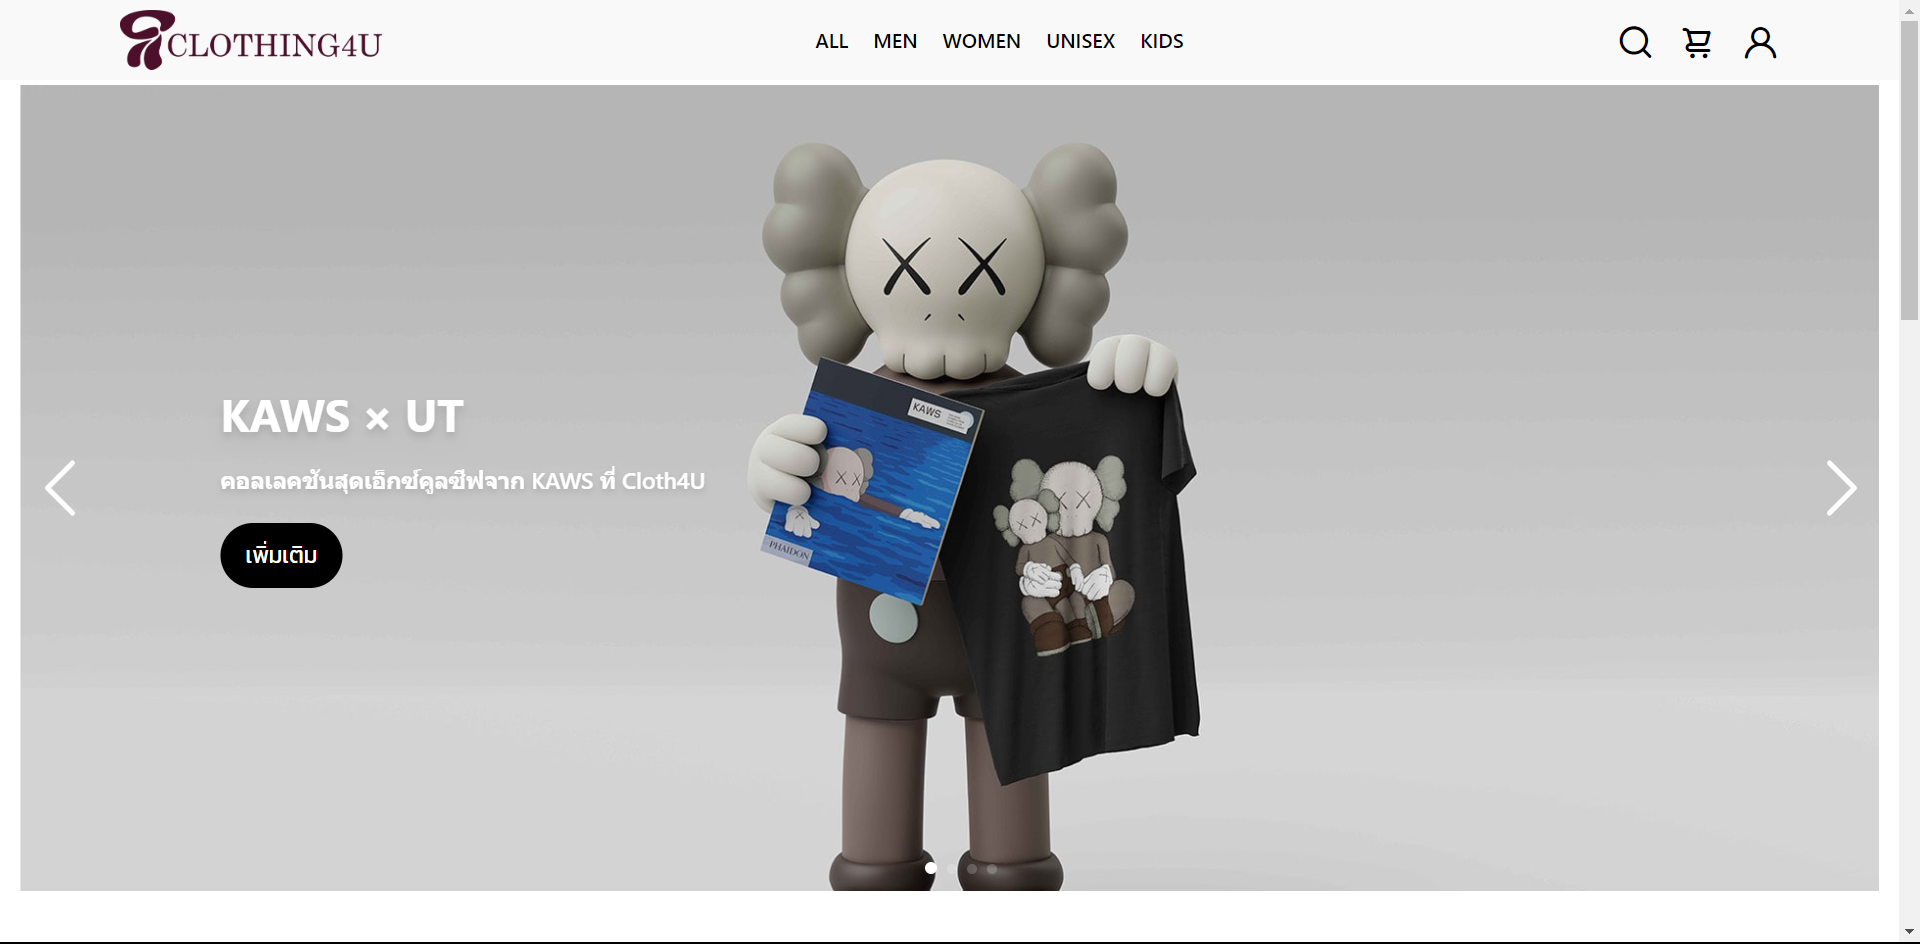 CLOTHING4U
ALL MEN WOMEN UNISEX KIDS
KAWS × UT
คอลเลคชันสุดเอ็กซ์คูลซีฟจาก KAWS ที่ Cloth4U
เพิ่มเติม
KAWS
PHAIDON